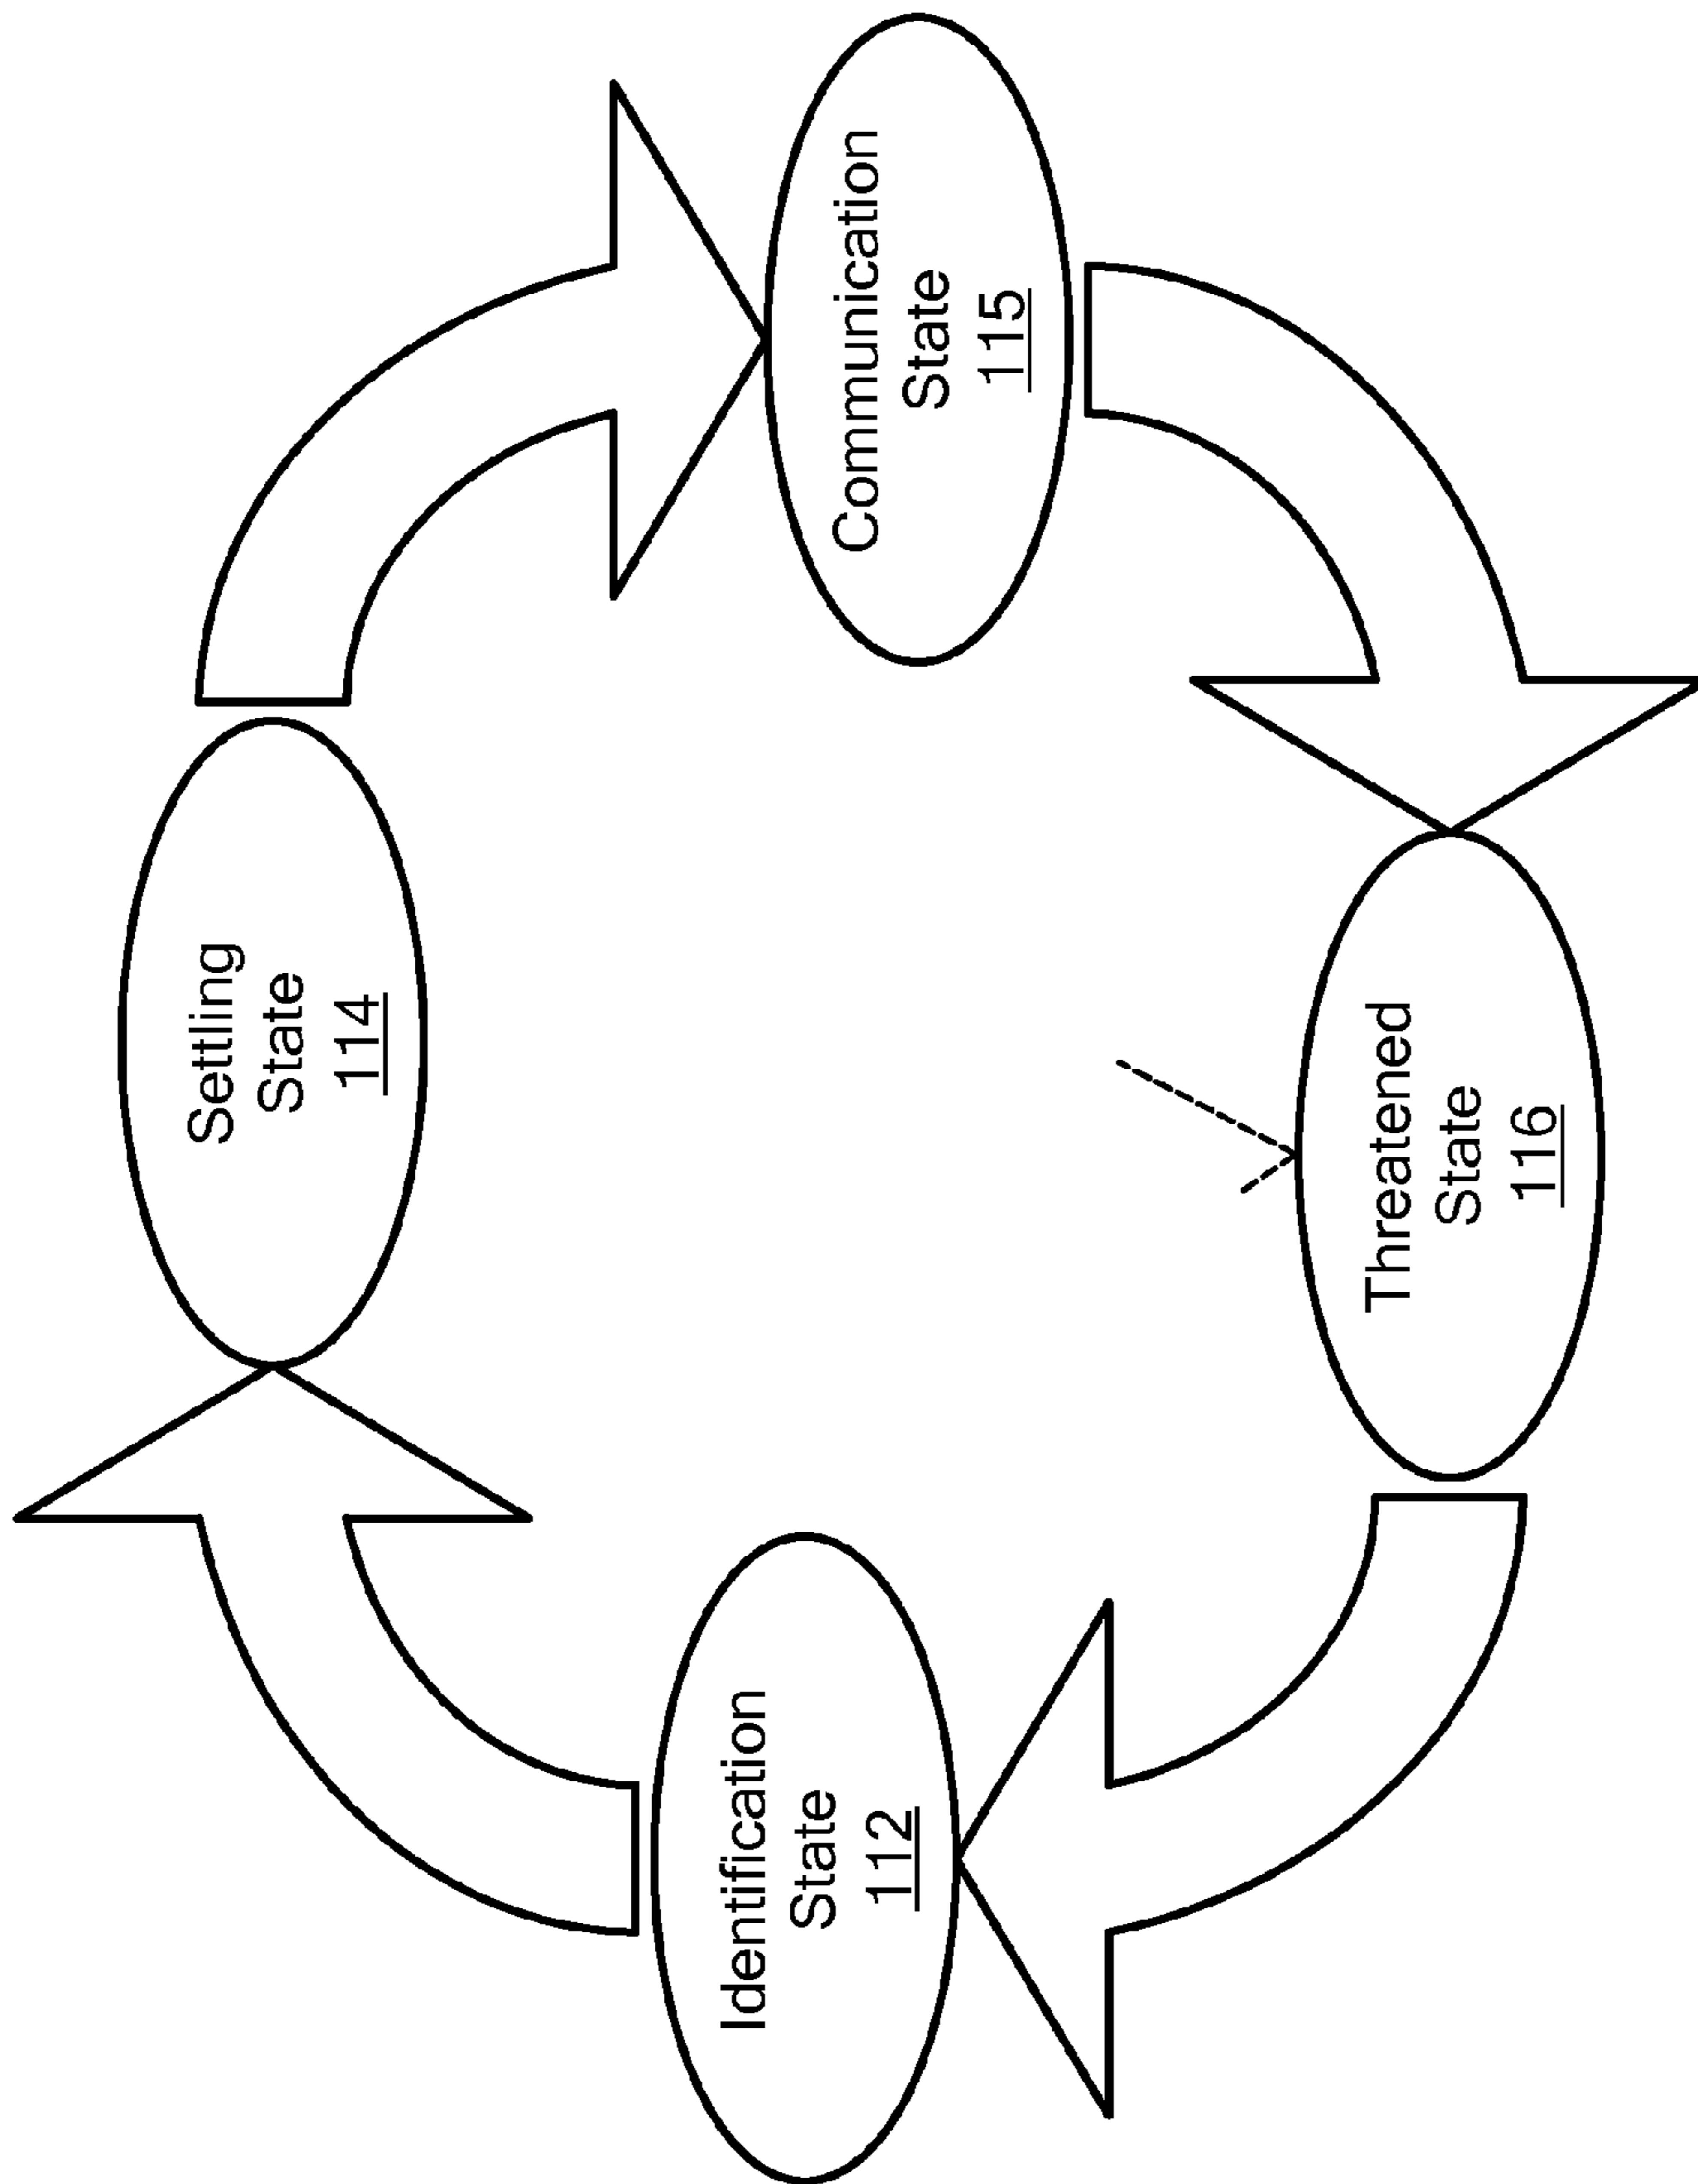 Identification
State
112
Settling
State
114
Communication
State
115
Threatened
State
116